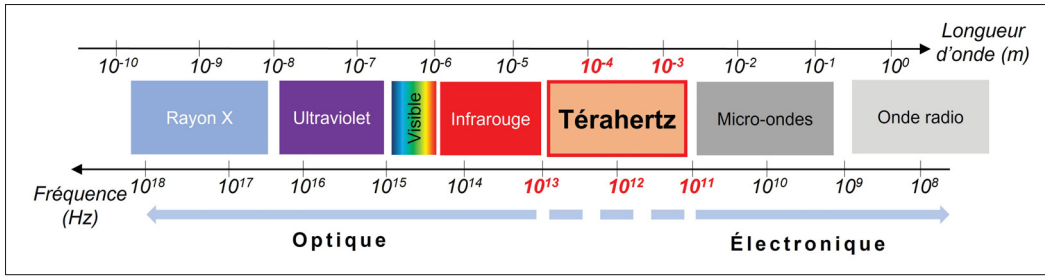 Longueur
d'onde (m)
10⁻¹⁰ 10⁻⁹ 10⁻⁸ 10⁻⁷ 10⁻⁶ 10⁻⁵ 10⁻⁴ 10⁻³ 10⁻² 10⁻¹ 10⁰
Rayon X Ultraviolet Visible Infrarouge Térahertz Micro-ondes Onde radio
10¹⁸ 10¹⁷ 10¹⁶ 10¹⁵ 10¹⁴ 10¹³ 10¹² 10¹¹ 10¹⁰ 10⁹ 10⁸
Fréquence
(Hz)
Optique Électronique